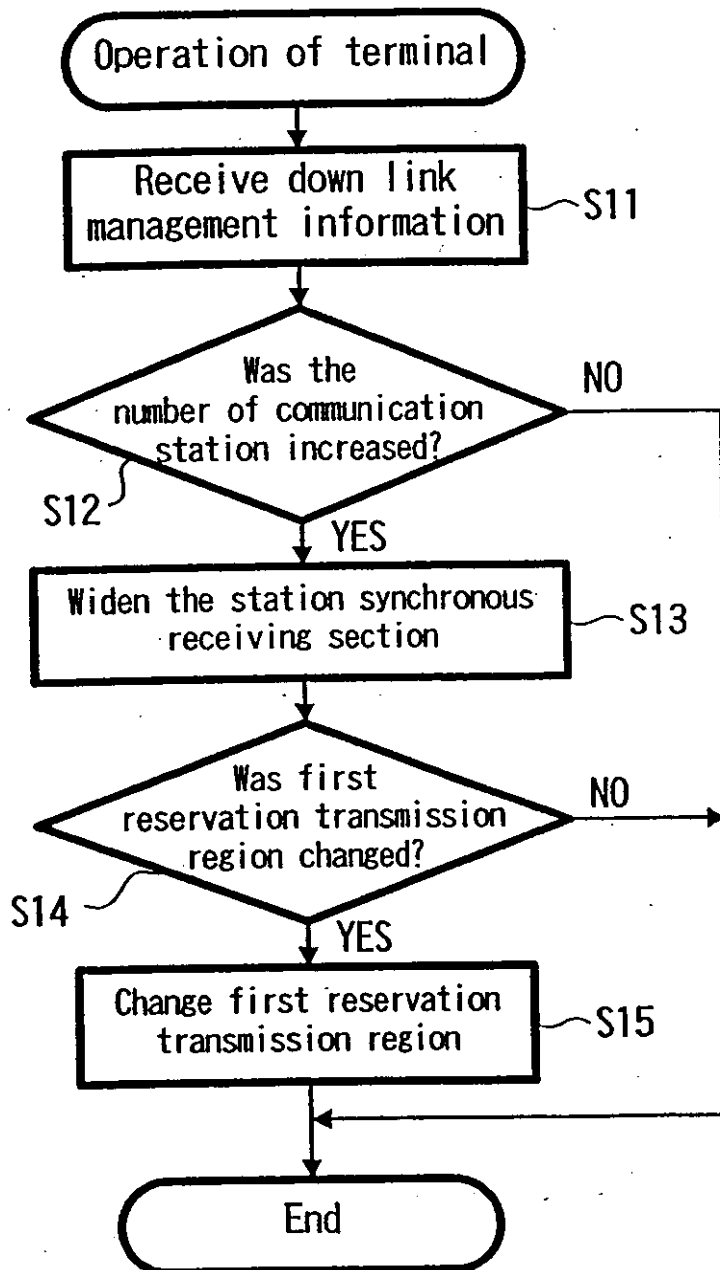 Operation of terminal
Receive down link
management information
S11
Was the
number of communication
station increased?
NO
S12
YES
Widen the station synchronous
receiving section
S13
Was first
reservation transmission
region changed?
NO
S14
YES
Change first reservation
transmission region
S15
End